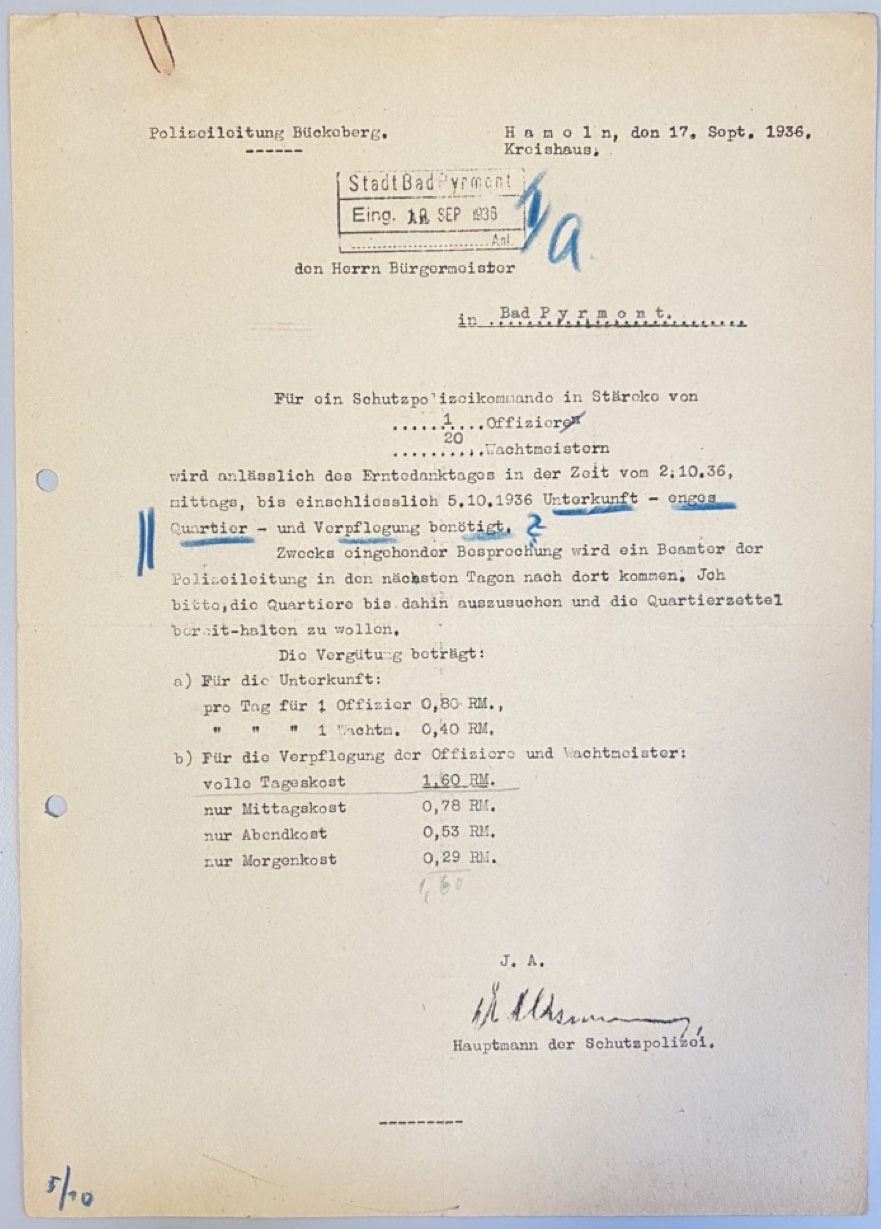 Polizeileitung Bückeberg.
H a m e l n, den 17. Sept. 1936.
Kreishaus.
Stadt Bad Pyrmont
Eing. 18 SEP 1936
Anl.
den Herrn Bürgermeister
in Bad P y r m o n t.
Für ein Schutzpolizeikommando in Stäreke von
......1....Offizieren
......20....Wachtmeistern
wird anlässlich des Erntedanktages in der Zeit vom 2.10.36,
mittags, bis einschliesslich 5.10.1936 Unterkunft - enges
Quartier - und Verpflegung benötigt. ?
Zwecks eingehender Besprechung wird ein Beamter der
Polizeileitung in den nächsten Tagen nach dort kommen. Jch
bitte,die Quartiere bis dahin auszusuchen und die Quartierzettel
bereit-halten zu wollen.
Die Vergütung beträgt:
a) Für die Unterkunft:
pro Tag für 1 Offizier 0,80 RM.,
" " " 1 Wachtm. 0,40 RM.
b) Für die Verpflegung der Offiziere und Wachtmeister:
volle Tageskost 1,60 RM.
nur Mittagskost 0,78 RM.
nur Abendkost 0,53 RM.
nur Morgenkost 0,29 RM.
1,60
J. A.
Hauptmann der Schutzpolizei.
5/10